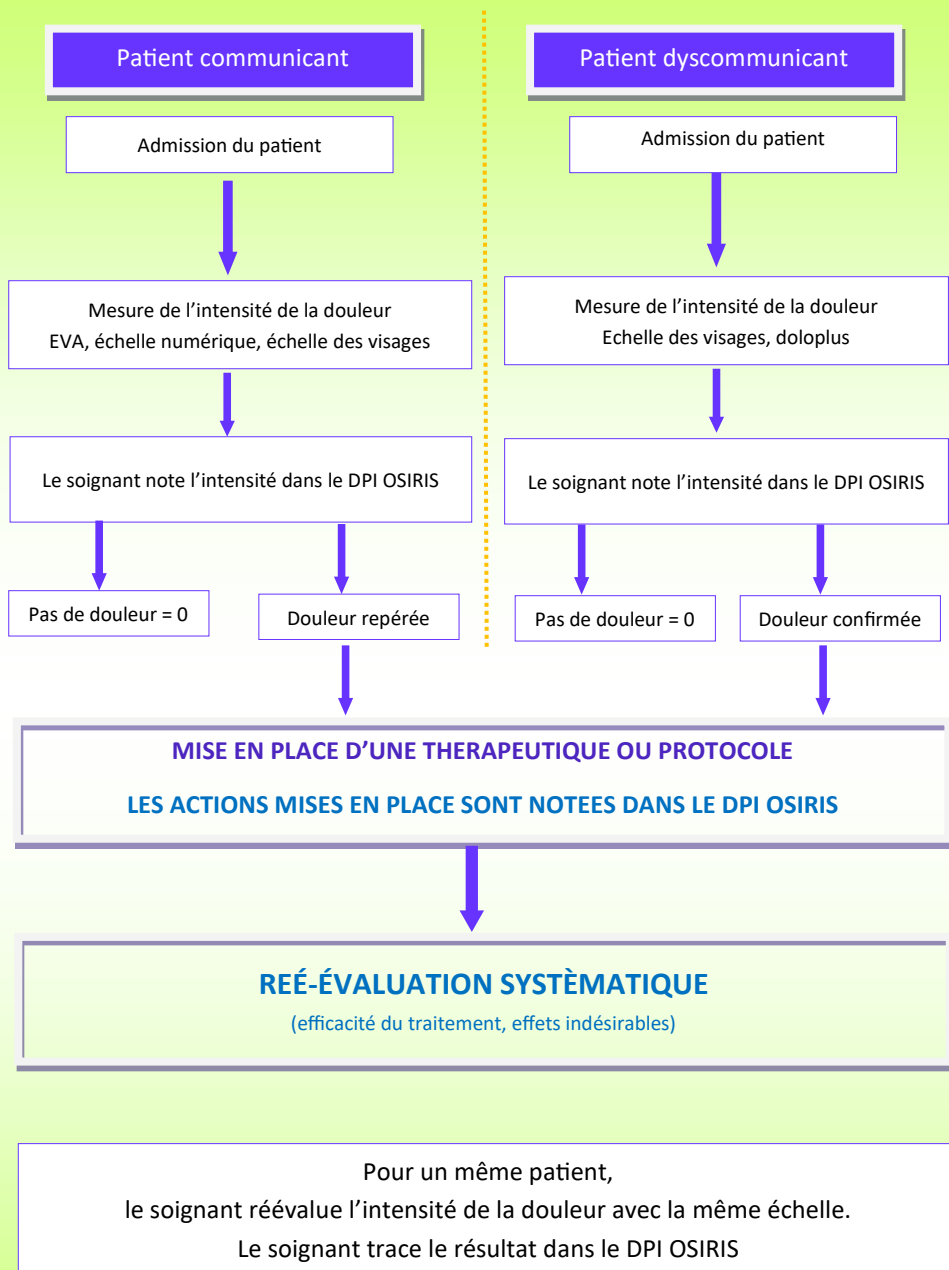 Patient communicant
Admission du patient
Mesure de l’intensité de la douleur
EVA, échelle numérique, échelle des visages
Le soignant note l’intensité dans le DPI OSIRIS
Pas de douleur = 0
Douleur repérée
Patient dyscommunicant
Admission du patient
Mesure de l’intensité de la douleur
Echelle des visages, doloplus
Le soignant note l’intensité dans le DPI OSIRIS
Pas de douleur = 0
Douleur confirmée
MISE EN PLACE D’UNE THERAPEUTIQUE OU PROTOCOLE
LES ACTIONS MISES EN PLACE SONT NOTEES DANS LE DPI OSIRIS
REÉ-ÉVALUATION SYSTÈMATIQUE
(efficacité du traitement, effets indésirables)
Pour un même patient,
le soignant réévalue l’intensité de la douleur avec la même échelle.
Le soignant trace le résultat dans le DPI OSIRIS